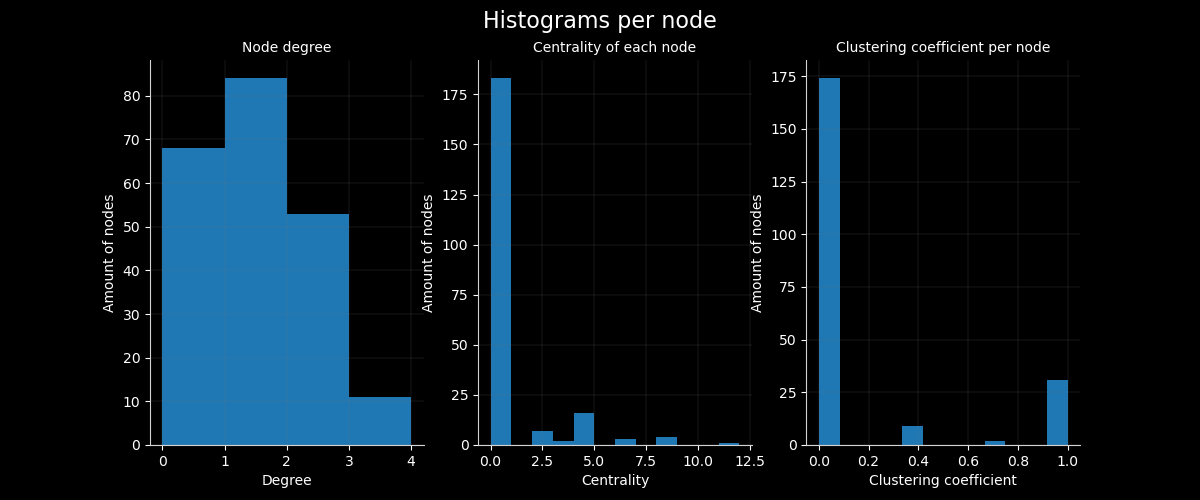 Histograms per node
Node degree
Centrality of each node
Clustering coefficient per node
Amount of nodes
80
70
60
50
40
30
20
10
0
0 1 2 3 4
Degree
Amount of nodes
175
150
125
100
75
50
25
0
0.0 2.5 5.0 7.5 10.0 12.5
Centrality
Amount of nodes
175
150
125
100
75
50
25
0
0.0 0.2 0.4 0.6 0.8 1.0
Clustering coefficient